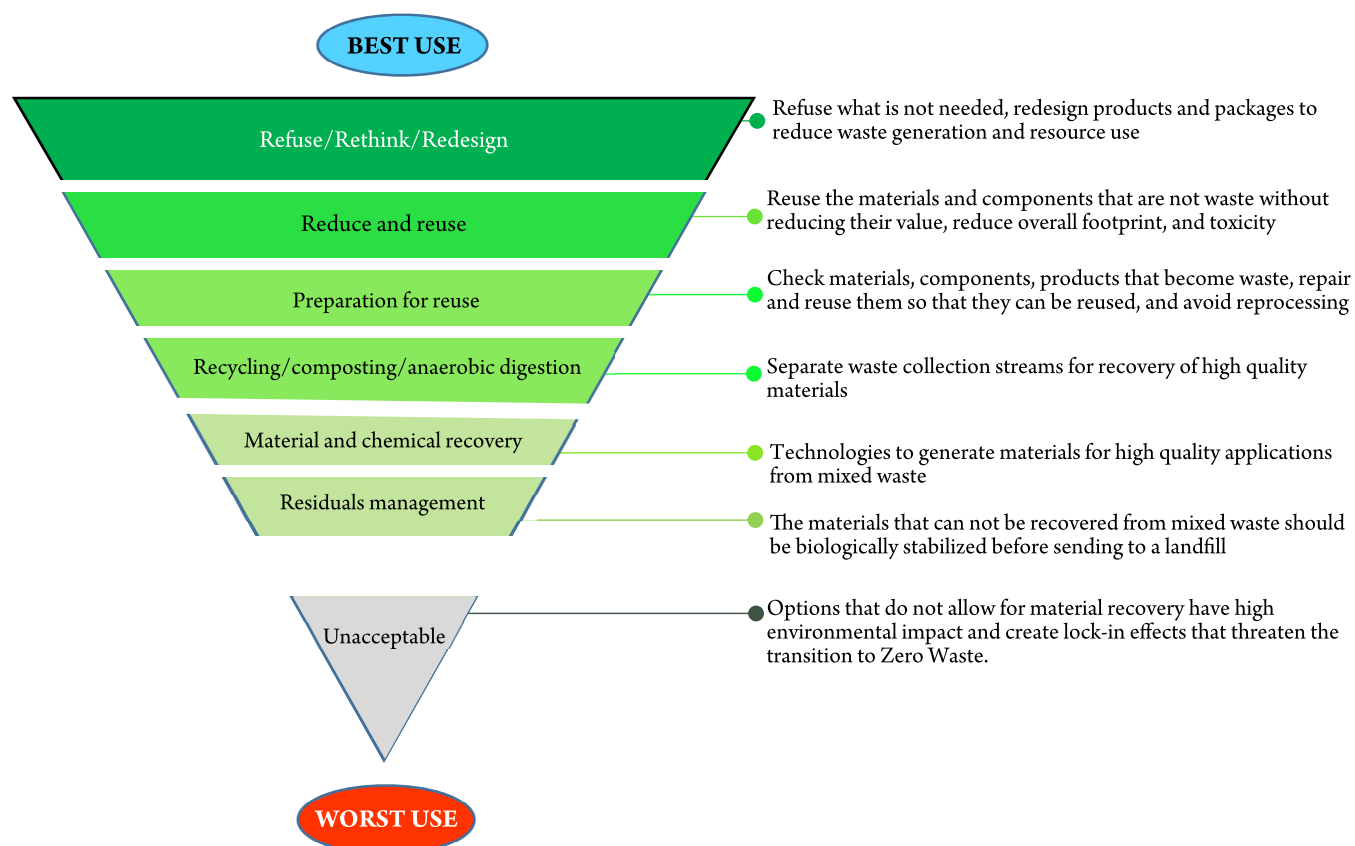 BEST USE
Refuse/Rethink/Redesign
Refuse what is not needed, redesign products and packages to
reduce waste generation and resource use
Reduce and reuse
Reuse the materials and components that are not waste without
reducing their value, reduce overall footprint, and toxicity
Preparation for reuse
Check materials, components, products that become waste, repair
and reuse them so that they can be reused, and avoid reprocessing
Recycling/composting/anaerobic digestion
Separate waste collection streams for recovery of high quality
materials
Material and chemical recovery
Technologies to generate materials for high quality applications
from mixed waste
Residuals management
The materials that can not be recovered from mixed waste should
be biologically stabilized before sending to a landfill
Unacceptable
Options that do not allow for material recovery have high
environmental impact and create lock-in effects that threaten the
transition to Zero Waste.
WORST USE